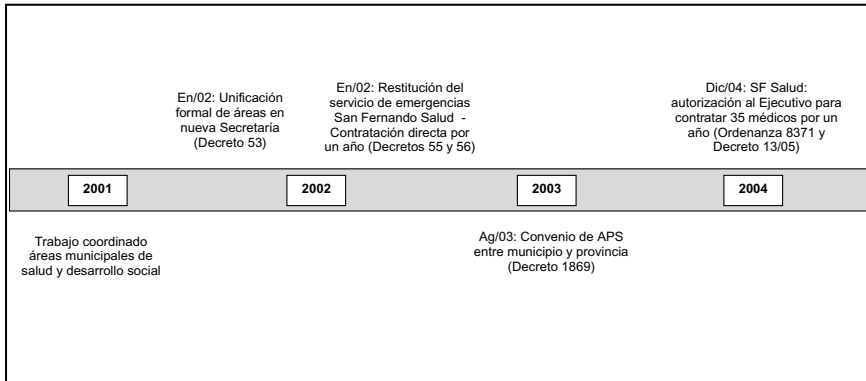 En/02: Unificación
formal de áreas en
nueva Secretaría
(Decreto 53)
En/02: Restitución del
servicio de emergencias
San Fernando Salud -
Contratación directa por
un año (Decretos 55 y 56)
Dic/04: SF Salud:
autorización al Ejecutivo para
contratar 35 médicos por un
año (Ordenanza 8371 y
Decreto 13/05)
2001
2002
2003
2004
Trabajo coordinado
áreas municipales de
salud y desarrollo social
Ag/03: Convenio de APS
entre municipio y provincia
(Decreto 1869)